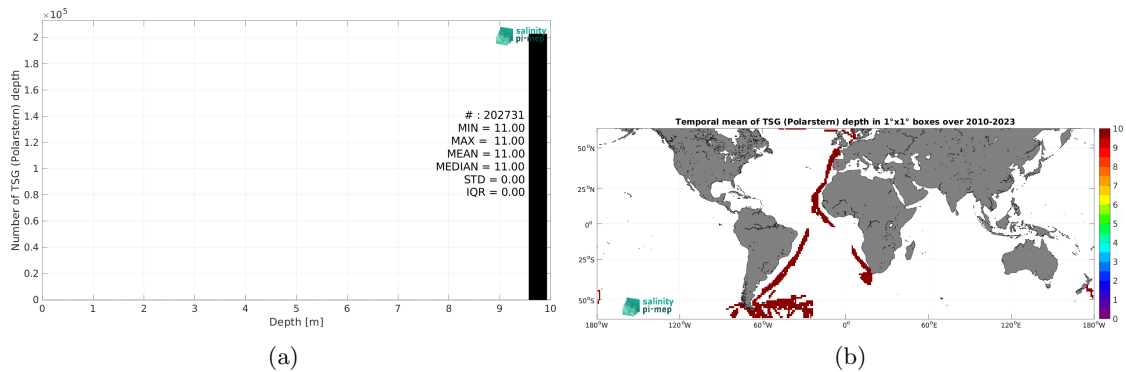 ×10⁵
2
1.8
1.6
1.4
1.2
1
0.8
0.6
0.4
0.2
0
Number of TSG (Polarstern) depth
salinity
pi-mep
# : 202731
MIN = 11.00
MAX = 11.00
MEAN = 11.00
MEDIAN = 11.00
STD = 0.00
IQR = 0.00
0 1 2 3 4 5 6 7 8 9 10
Depth [m]
(a)
Temporal mean of TSG (Polarstern) depth in 1°x1° boxes over 2010-2023
50°N
25°N
0°
25°S
50°S
salinity
pi-mep
180°W 120°W 60°W 0° 60°E 120°E 180°W
10
9
8
7
6
5
4
3
2
1
0
(b)